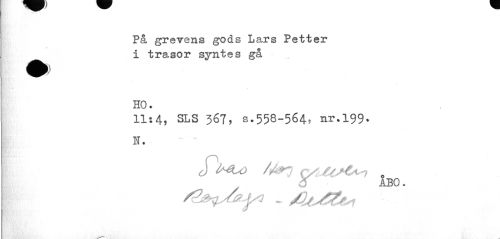 På grevens gods Lars Petter
i trasor syntes gå
HO.
11:4, SLS 367, s.558-564, nr.199.
N.
Svas Hos greven
ÅBO.
Roslags - Petter